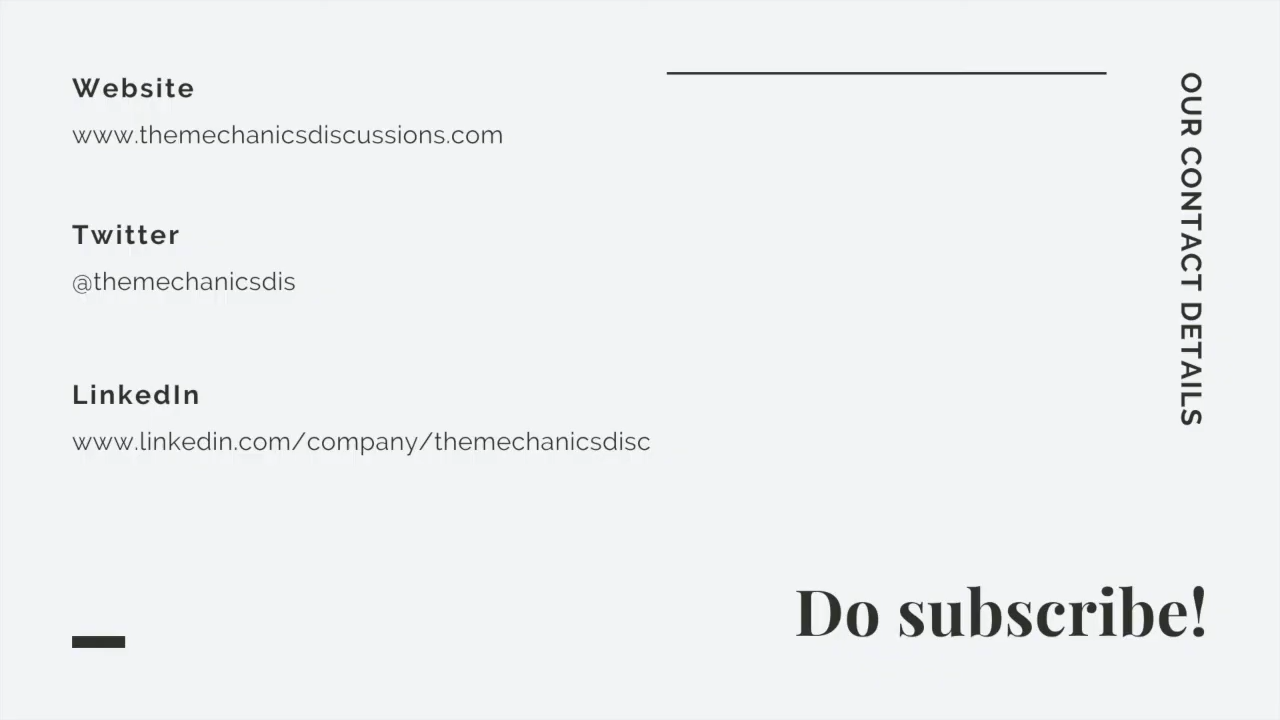 Website
www.themechanicsdiscussions.com
Twitter
@themechanicsdis
LinkedIn
www.linkedin.com/company/themechanicsdisc
OUR CONTACT DETAILS
Do subscribe!